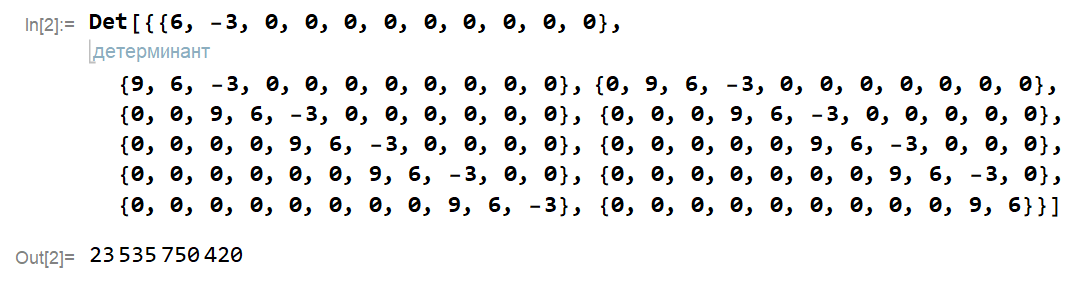 In[2]:= Det[{{6, -3, 0, 0, 0, 0, 0, 0, 0, 0, 0},
детерминант
{9, 6, -3, 0, 0, 0, 0, 0, 0, 0, 0}, {0, 9, 6, -3, 0, 0, 0, 0, 0, 0, 0},
{0, 0, 9, 6, -3, 0, 0, 0, 0, 0, 0}, {0, 0, 0, 9, 6, -3, 0, 0, 0, 0, 0},
{0, 0, 0, 0, 9, 6, -3, 0, 0, 0, 0}, {0, 0, 0, 0, 0, 9, 6, -3, 0, 0, 0},
{0, 0, 0, 0, 0, 0, 9, 6, -3, 0, 0}, {0, 0, 0, 0, 0, 0, 0, 9, 6, -3, 0},
{0, 0, 0, 0, 0, 0, 0, 0, 9, 6, -3}, {0, 0, 0, 0, 0, 0, 0, 0, 0, 9, 6}}]
Out[2]= 23 535 750 420